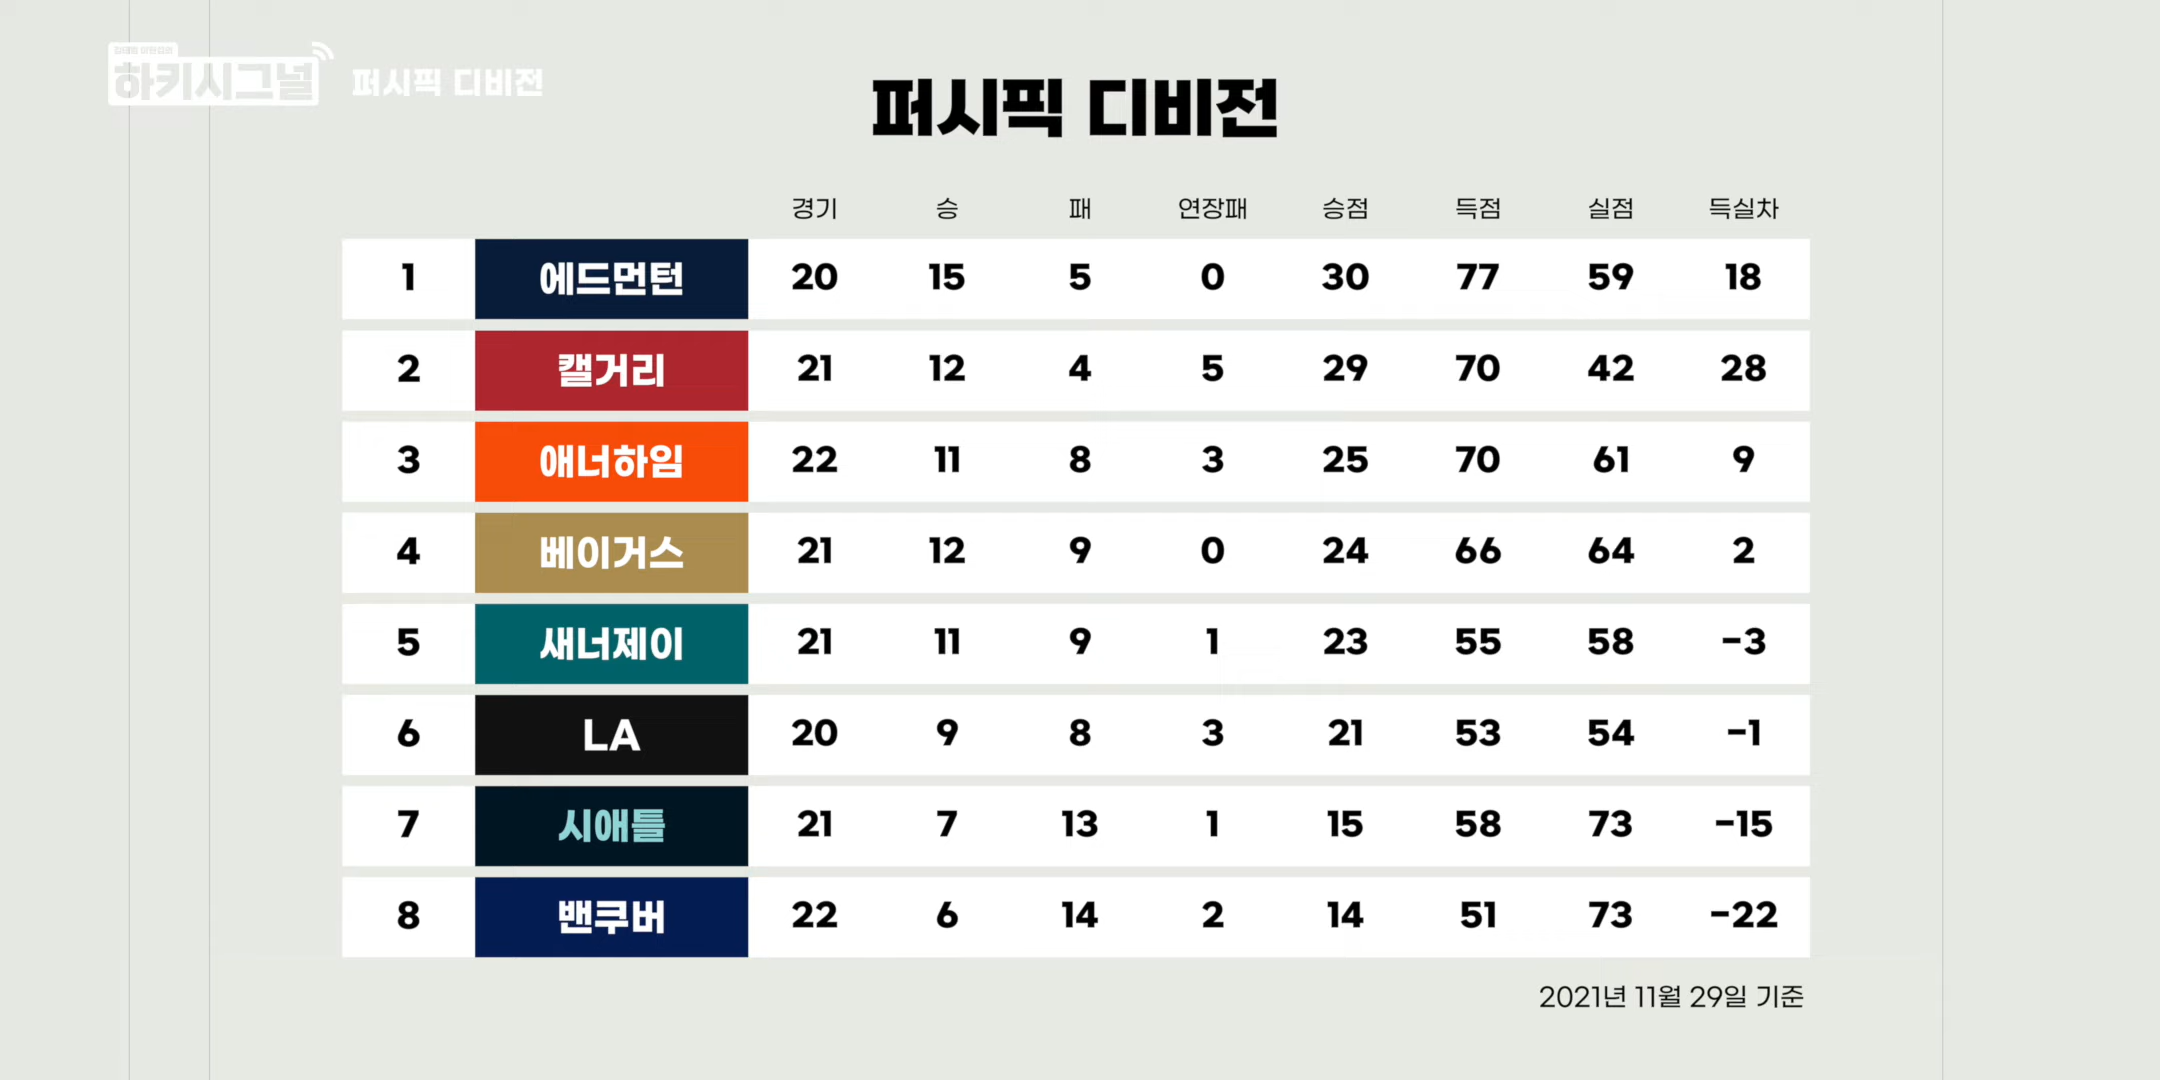 하키시그널 퍼시픽 디비전
퍼시픽 디비전
경기 승 패 연장패 승점 득점 실점 득실차
1 에드먼턴 20 15 5 0 30 77 59 18
2 캘거리 21 12 4 5 29 70 42 28
3 애너하임 22 11 8 3 25 70 61 9
4 베이거스 21 12 9 0 24 66 64 2
5 새너제이 21 11 9 1 23 55 58 -3
6 LA 20 9 8 3 21 53 54 -1
7 시애틀 21 7 13 1 15 58 73 -15
8 밴쿠버 22 6 14 2 14 51 73 -22
2021년 11월 29일 기준